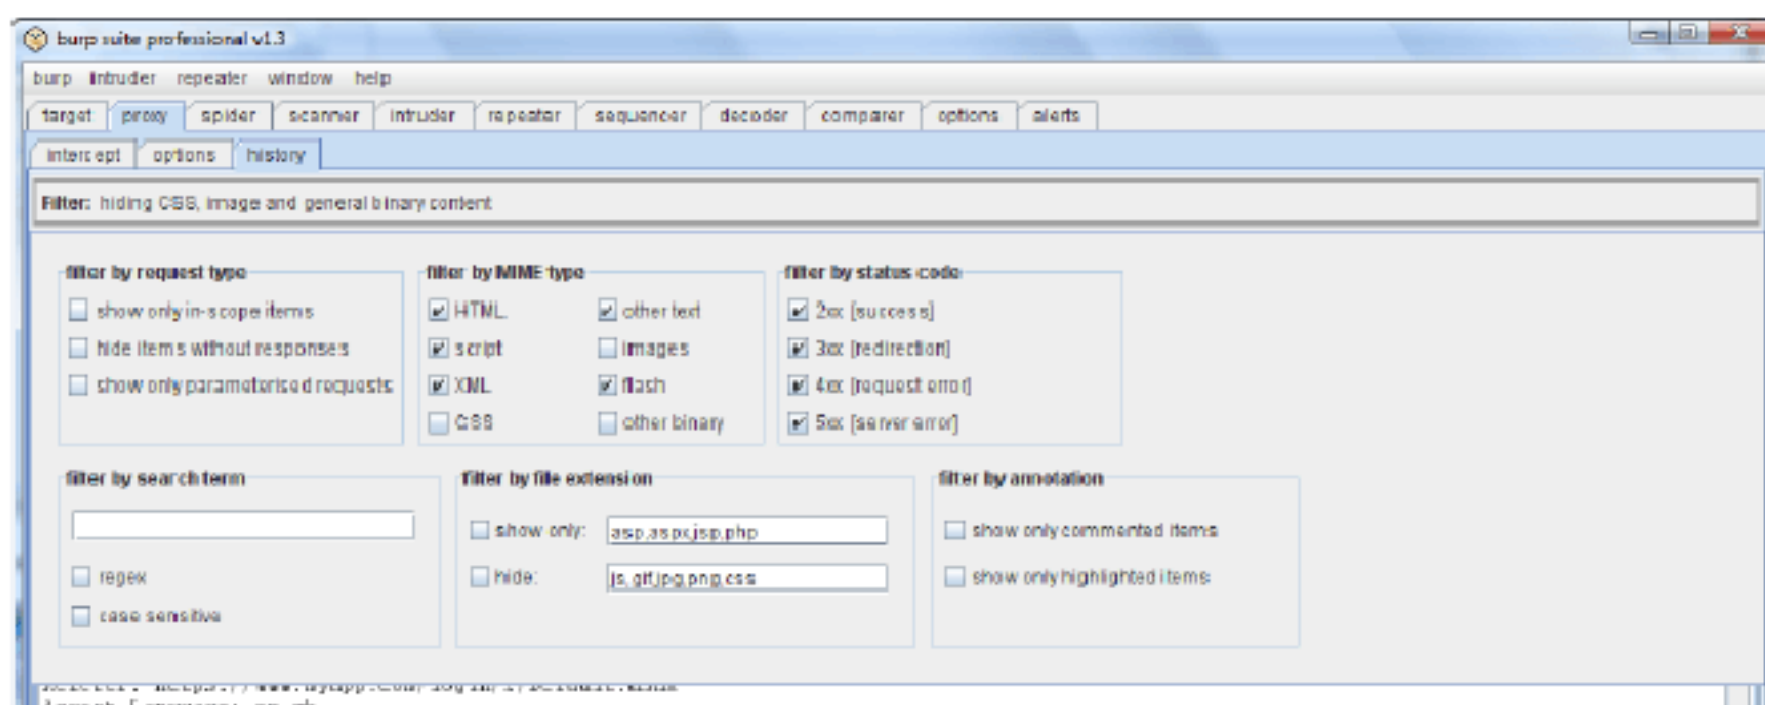 burp suite professional v1.3
burp intruder repeater window help
target proxy spider scanner intruder repeater sequencer decoder comparer options alerts
intercept options history
Filter: hiding CSS, image and general binary content
filter by request type
show only in-scope items
hide items without responses
show only parameterised requests
filter by MIME type
HTML other text
script images
XML flash
CSS other binary
filter by status code
2xx [success]
3xx [redirection]
4xx [request error]
5xx [server error]
filter by search term
regex
case sensitive
filter by file extension
show only: asp,aspx,jsp,php
hide: js,gif,jpg,png,css
filter by annotation
show only commented items
show only highlighted items